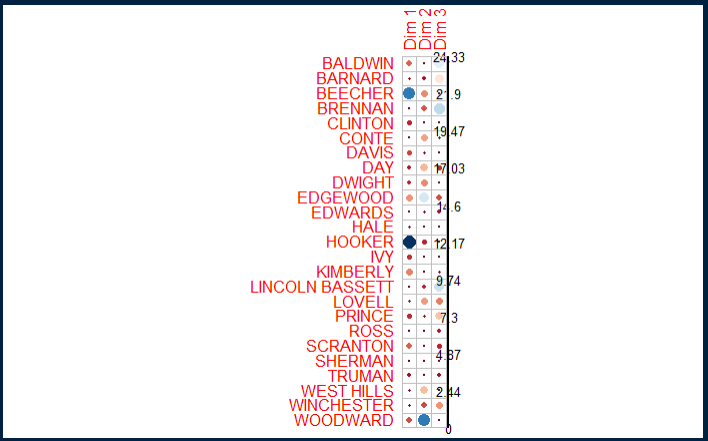 Dim 1
Dim 2
Dim 3
24.33
BALDWIN
BARNARD
BEECHER 21.9
BRENNAN
CLINTON 19.47
CONTE
DAVIS
DAY 17.03
DWIGHT
EDGEWOOD 14.6
EDWARDS
HALE
HOOKER 12.17
IVY
KIMBERLY
LINCOLN BASSETT 9.74
LOVELL
PRINCE 7.3
ROSS
SCRANTON
SHERMAN 4.87
TRUMAN
WEST HILLS 2.44
WINCHESTER
WOODWARD
0